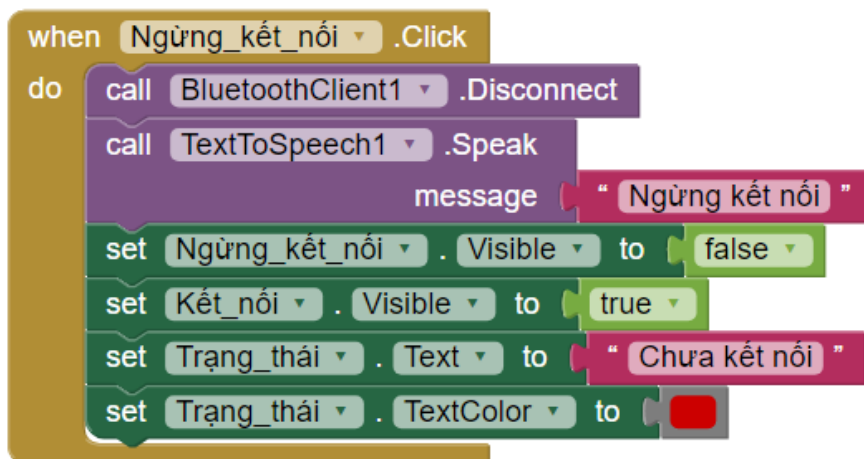 when Ngừng_kết_nối .Click
do call BluetoothClient1 .Disconnect
call TextToSpeech1 .Speak
message “ Ngừng kết nối ”
set Ngừng_kết_nối . Visible to false
set Kết_nối . Visible to true
set Trạng_thái . Text to “ Chưa kết nối ”
set Trạng_thái . TextColor to